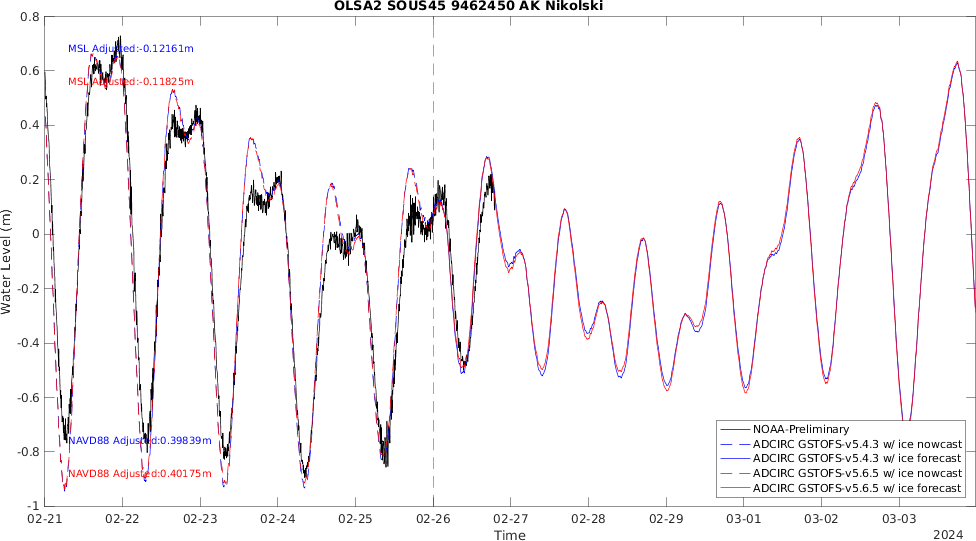 OLSA2 SOUS45 9462450 AK Nikolski
0.8
0.6
0.4
0.2
0
-0.2
-0.4
-0.6
-0.8
-1
Water Level (m)
MSL Adjusted:-0.12161m
MSL Adjusted:-0.11825m
NAVD88 Adjusted:0.39839m
NAVD88 Adjusted:0.40175m
NOAA-Preliminary
ADCIRC GSTOFS-v5.4.3 w/ ice nowcast
ADCIRC GSTOFS-v5.4.3 w/ ice forecast
ADCIRC GSTOFS-v5.6.5 w/ ice nowcast
ADCIRC GSTOFS-v5.6.5 w/ ice forecast
02-21 02-22 02-23 02-24 02-25 02-26 02-27 02-28 02-29 03-01 03-02 03-03
Time
2024